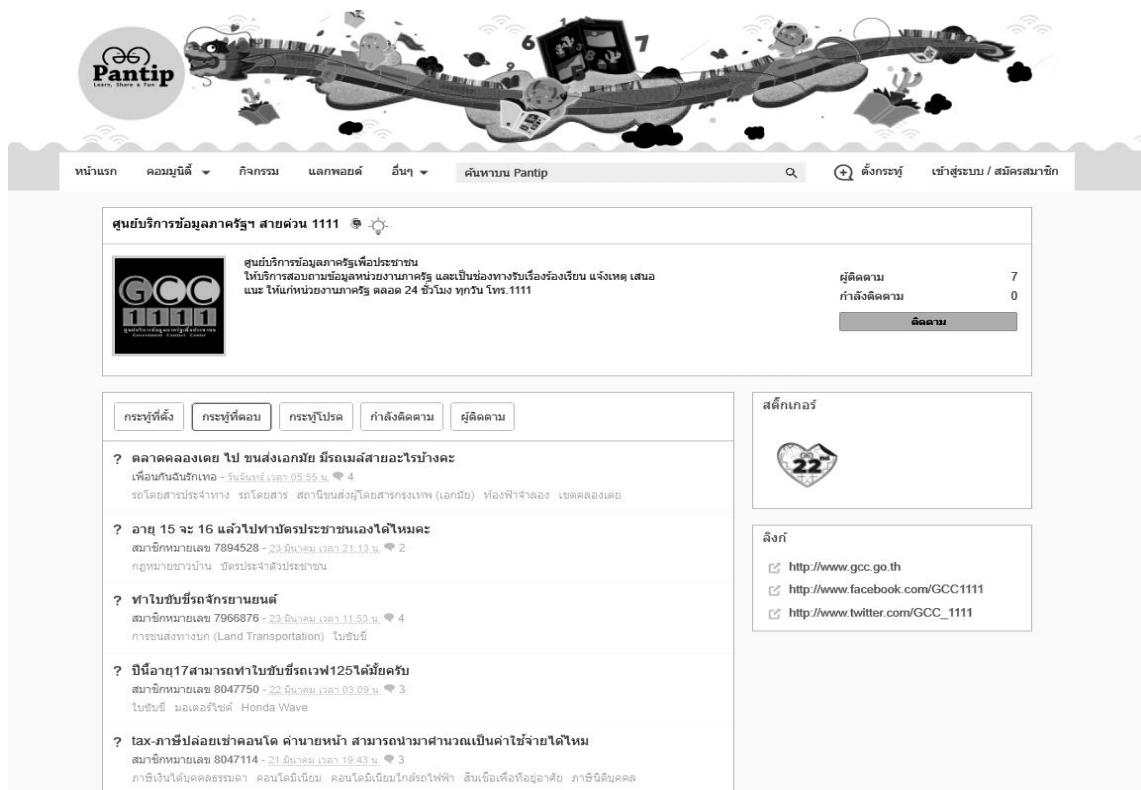 6
7
9
Pantip
Learn, Share & Fun
หน้าแรก คอมมูนิตี้ กิจกรรม แลกพอยต์ อื่นๆ ค้นหาบน Pantip ตั้งกระทู้ เข้าสู่ระบบ / สมัครสมาชิก
ศูนย์บริการข้อมูลภาครัฐฯ สายด่วน 1111
GCC
1111
ศูนย์บริการข้อมูลภาครัฐเพื่อประชาชน
Government Contact Center
ศูนย์บริการข้อมูลภาครัฐเพื่อประชาชน
ให้บริการสอบถามข้อมูลหน่วยงานภาครัฐ และเป็นช่องทางรับเรื่องร้องเรียน แจ้งเหตุ เสนอ
แนะ ให้แก่หน่วยงานภาครัฐ ตลอด 24 ชั่วโมง ทุกวัน โทร.1111
ผู้ติดตาม 7
กำลังติดตาม 0
ติดตาม
กระทู้ที่ตั้ง กระทู้ที่ตอบ กระทู้โปรด กำลังติดตาม ผู้ติดตาม
? ตลาดคลองเตย ไป ขนส่งเอกมัย มีรถเมล์สายอะไรบ้างคะ
เพื่อนกันฉันรักเทอ - วันจันทร์ เวลา 05:55 น. 4
รถโดยสารประจำทาง รถโดยสาร สถานีขนส่งผู้โดยสารกรุงเทพ (เอกมัย) ท้องฟ้าจำลอง เขตคลองเตย
? อายุ 15 จะ 16 แล้วไปทำบัตรประชาชนเองได้ไหมคะ
สมาชิกหมายเลข 7894528 - 23 มีนาคม เวลา 21:13 น. 2
กฎหมายชาวบ้าน บัตรประจำตัวประชาชน
? ทำใบขับขี่รถจักรยานยนต์
สมาชิกหมายเลข 7966876 - 23 มีนาคม เวลา 11:53 น. 4
การขนส่งทางบก (Land Transportation) ใบขับขี่
? ปีนี้อายุ17สามารถทำใบขับขี่รถเวฟ125ได้มั้ยครับ
สมาชิกหมายเลข 8047750 - 22 มีนาคม เวลา 03:09 น. 3
ใบขับขี่ มอเตอร์ไซค์ Honda Wave
? tax-ภาษีปล่อยเช่าคอนโด ค่านายหน้า สามารถนำมาคำนวณเป็นค่าใช้จ่ายได้ไหม
สมาชิกหมายเลข 8047114 - 21 มีนาคม เวลา 19:43 น. 3
ภาษีเงินได้บุคคลธรรมดา คอนโดมิเนียม คอนโดมิเนียมใกล้รถไฟฟ้า สินเชื่อเพื่อที่อยู่อาศัย ภาษีนิติบุคคล
สติ๊กเกอร์
22nd
ลิงก์
http://www.gcc.go.th
http://www.facebook.com/GCC1111
http://www.twitter.com/GCC_1111